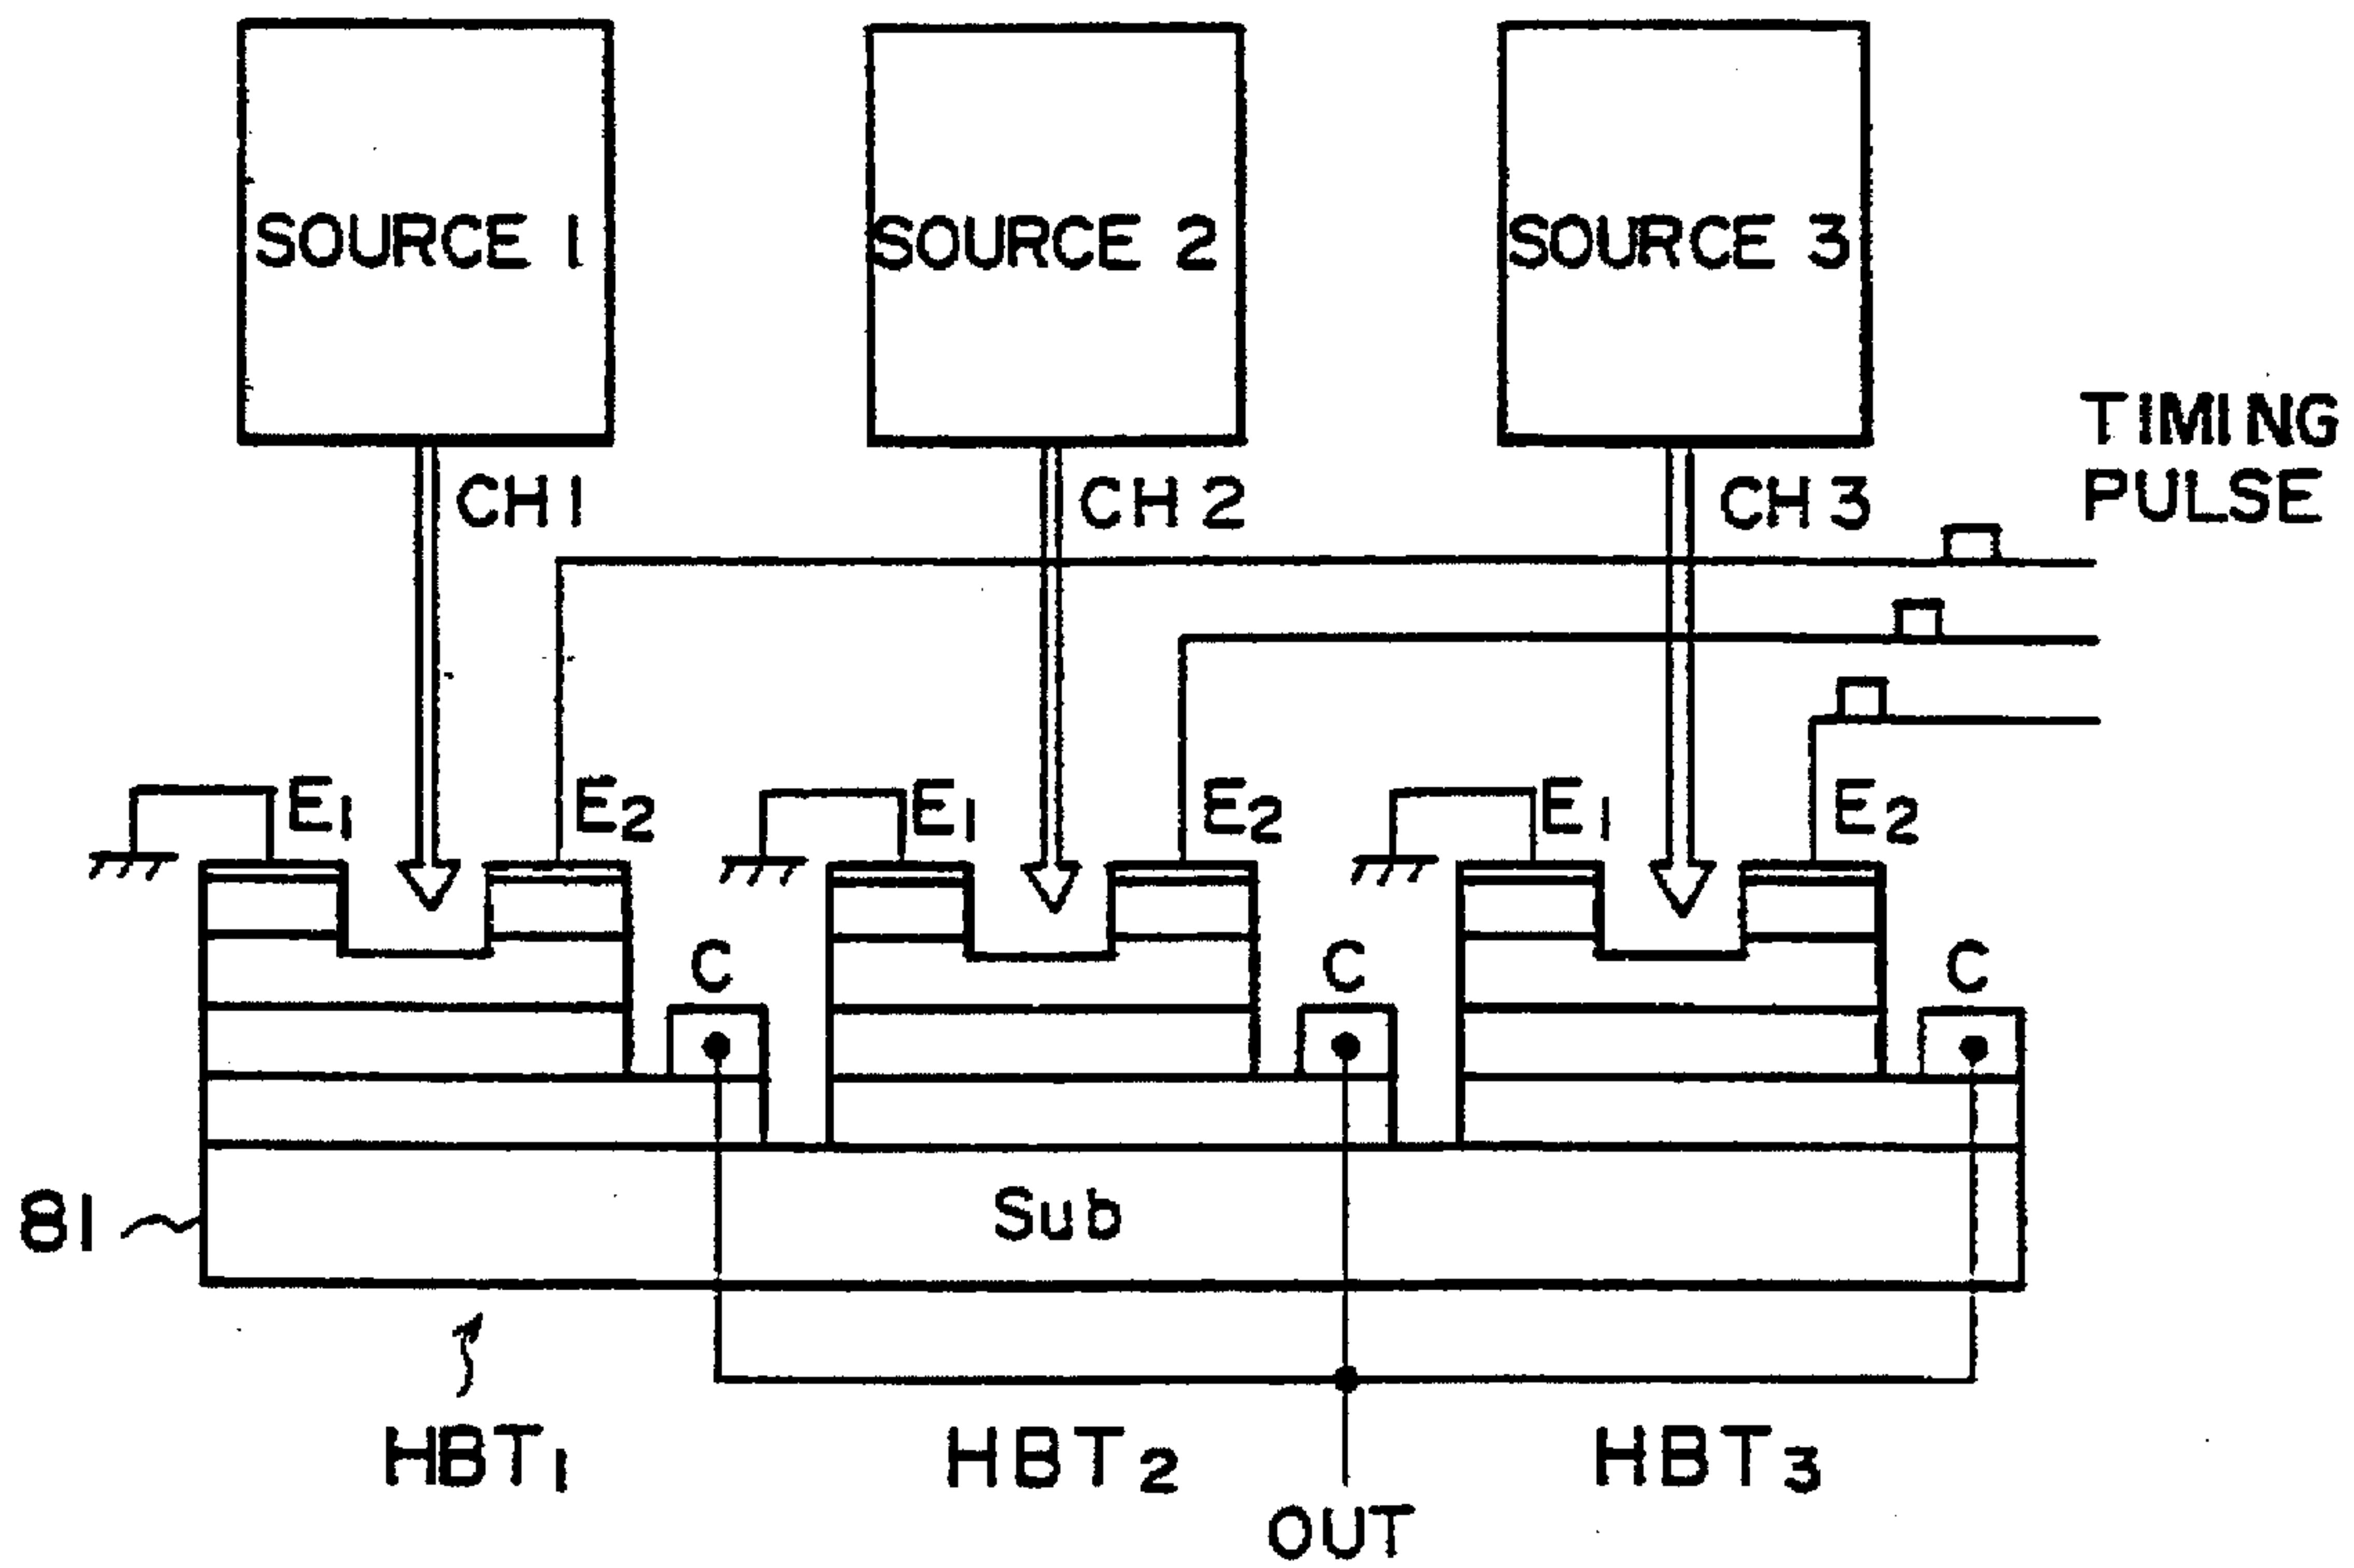 SOURCE 1
SOURCE 2
SOURCE 3
TIMING
PULSE
CH1
CH2
CH3
E1
E2
E1
E2
E1
E2
C
C
C
81
Sub
HBT1
HBT2
HBT3
OUT